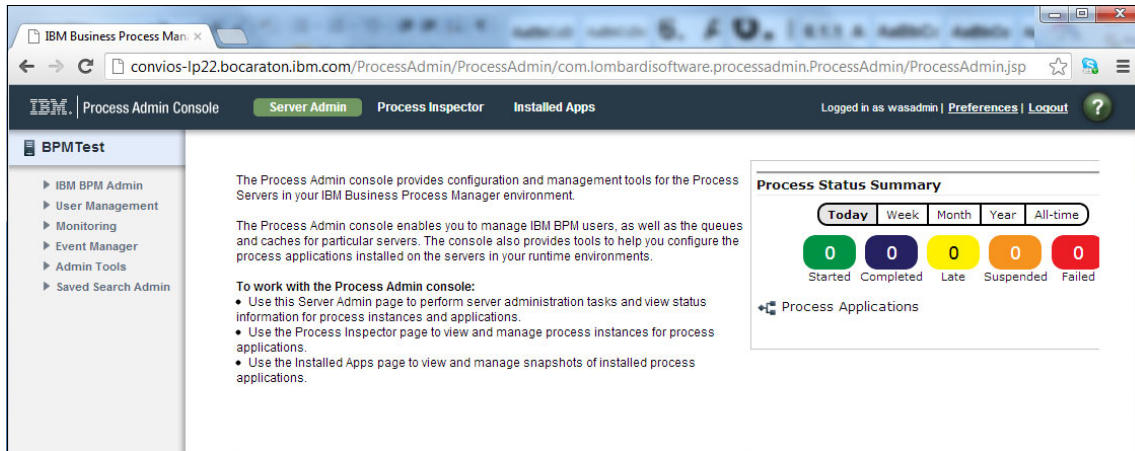 IBM Business Process Man
convios-lp22.bocaraton.ibm.com/ProcessAdmin/ProcessAdmin/com.lombardisoftware.processadmin.ProcessAdmin/ProcessAdmin.jsp
IBM. Process Admin Console Server Admin Process Inspector Installed Apps Logged in as wasadmin | Preferences | Logout ?
BPMTest
IBM BPM Admin
User Management
Monitoring
Event Manager
Admin Tools
Saved Search Admin
The Process Admin console provides configuration and management tools for the Process
Servers in your IBM Business Process Manager environment.
The Process Admin console enables you to manage IBM BPM users, as well as the queues
and caches for particular servers. The console also provides tools to help you configure the
process applications installed on the servers in your runtime environments.
To work with the Process Admin console:
• Use this Server Admin page to perform server administration tasks and view status
information for process instances and applications.
• Use the Process Inspector page to view and manage process instances for process
applications.
• Use the Installed Apps page to view and manage snapshots of installed process
applications.
Process Status Summary
Today Week Month Year All-time
0 0 0 0 0
Started Completed Late Suspended Failed
Process Applications